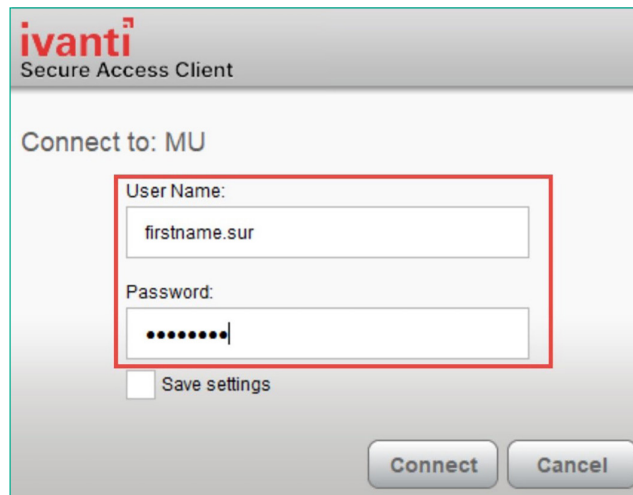 ivanti
Secure Access Client
Connect to: MU
User Name:
firstname.sur
Password:
••••••••
Save settings
Connect Cancel